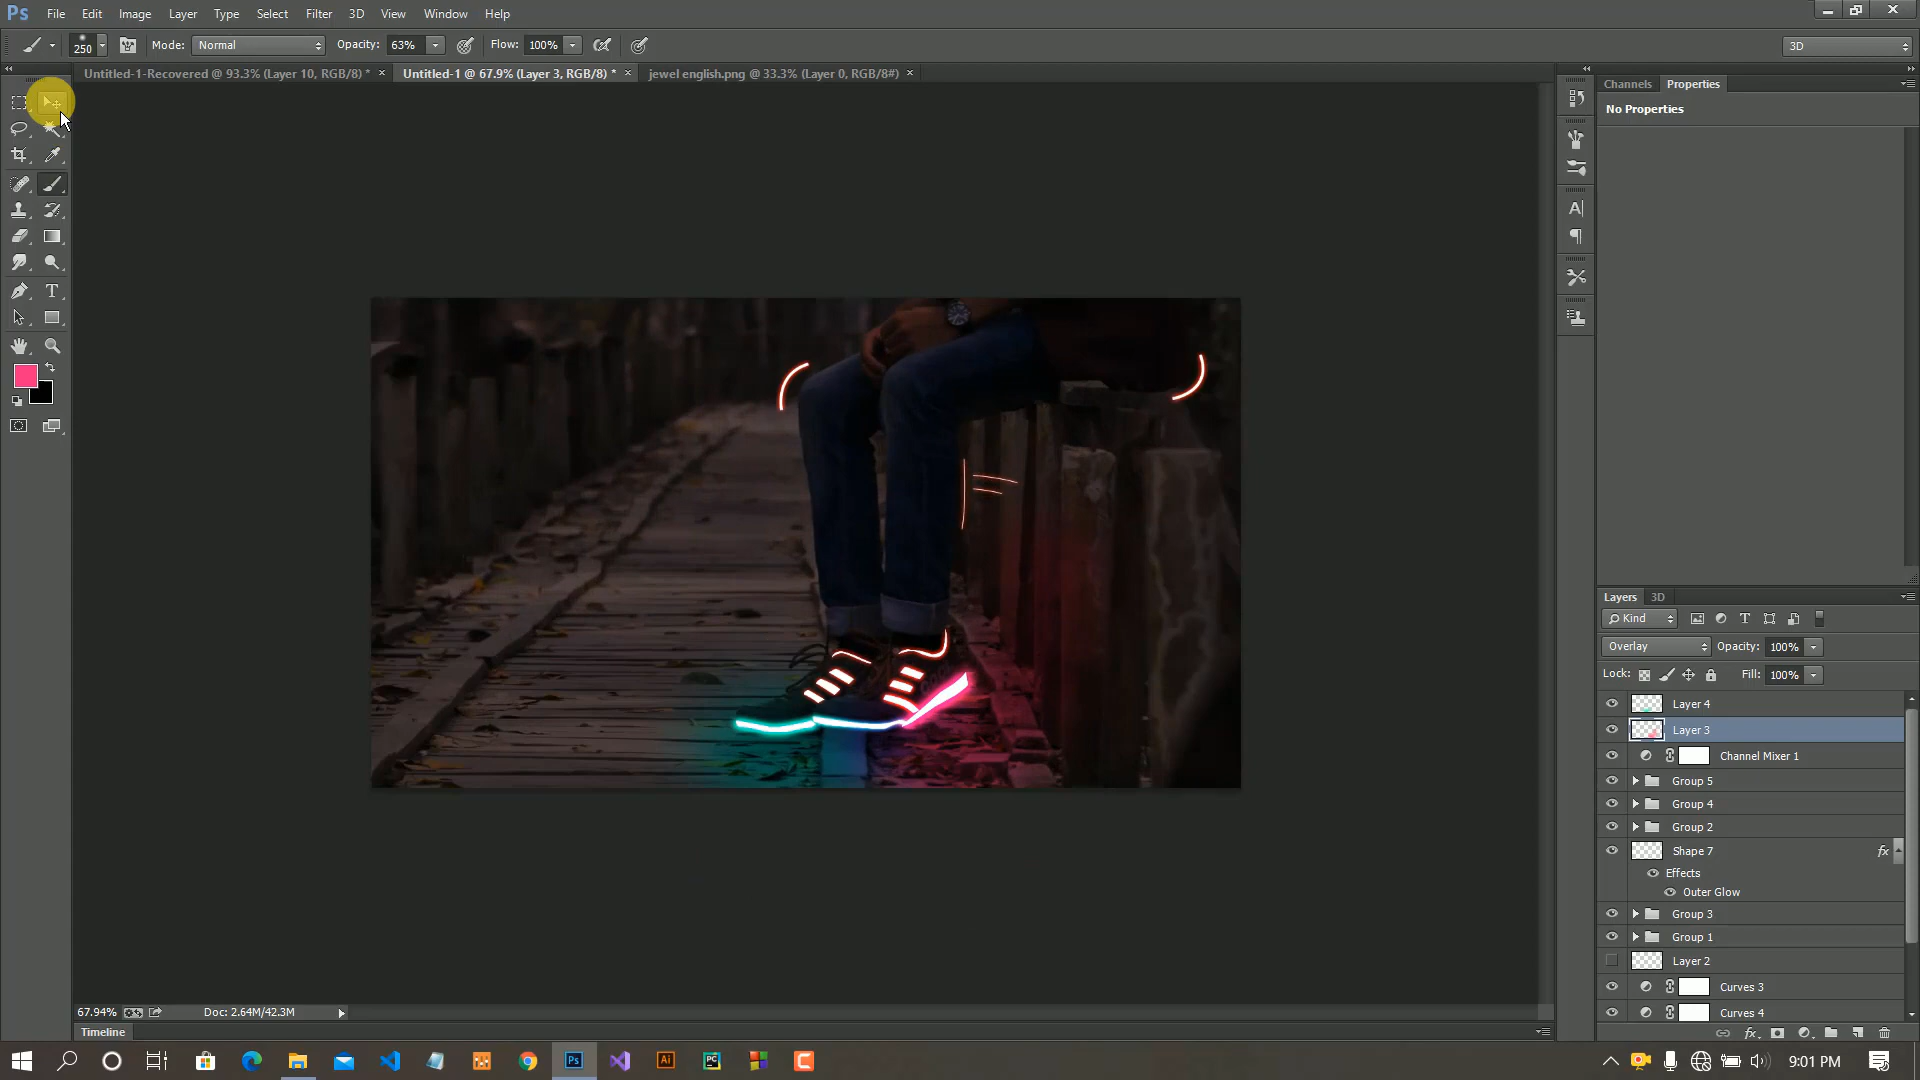 Ps File Edit Image Layer Type Select Filter 3D View Window Help
250 Mode: Normal Opacity: 63% Flow: 100% 3D
Untitled-1-Recovered @ 93.3% (Layer 10, RGB/8) * × Untitled-1 @ 67.9% (Layer 3, RGB/8) * × jewel english.png @ 33.3% (Layer 0, RGB/8#) ×
Channels Properties
No Properties
Layers 3D
Kind
Overlay Opacity: 100%
Lock: Fill: 100%
Layer 4
Layer 3
Channel Mixer 1
Group 5
Group 4
Group 2
Shape 7 fx
Effects
Outer Glow
Group 3
Group 1
Layer 2
Curves 3
Curves 4
67.94% Doc: 2.64M/42.3M
Timeline
9:01 PM